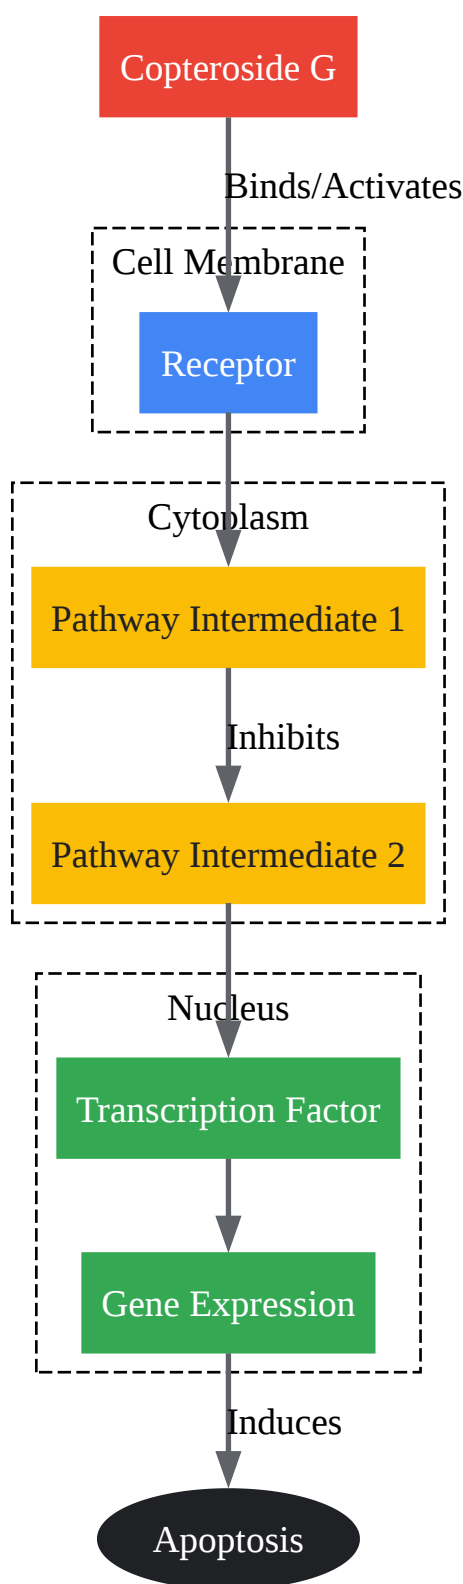 Copteroside G
Binds/Activates
Cell Membrane
Receptor
Cytoplasm
Pathway Intermediate 1
Inhibits
Pathway Intermediate 2
Nucleus
Transcription Factor
Gene Expression
Induces
Apoptosis